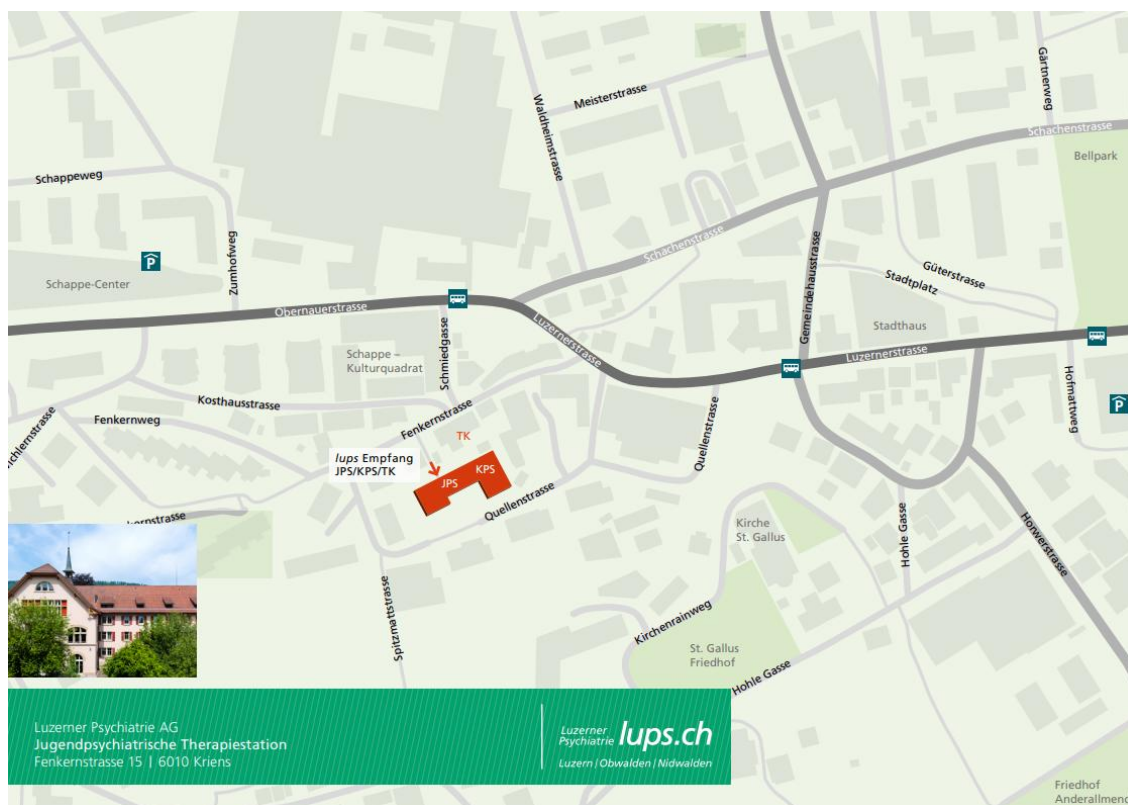 Gärtnerweg
Meisterstrasse
Waldheimstrasse
Schachenstrasse
Bellpark
Schappeweg
Zumhofweg
Schachenstrasse
P
Schappe-Center
Gemeindehausstrasse
Güterstrasse
Stadtplatz
Obernauerstrasse
Luzernerstrasse
Stadthaus
Luzernerstrasse
Schappe –
Kulturquadrat
Schmiedgasse
Hofmattweg
P
Kosthausstrasse
Fenkernweg
Fenkernstrasse
TK
lups Empfang
JPS/KPS/TK
KPS
JPS
Quellenstrasse
Quellenstrasse
Kirche
St. Gallus
Hohle Gasse
Horwerstrasse
Spitzmattstrasse
Kirchenrainweg
St. Gallus
Friedhof
Hohle Gasse
Luzerner Psychiatrie AG
Jugendpsychiatrische Therapiestation
Fenkernstrasse 15 | 6010 Kriens
Luzerner
Psychiatrie lups.ch
Luzern | Obwalden | Nidwalden
Friedhof
Anderallmend